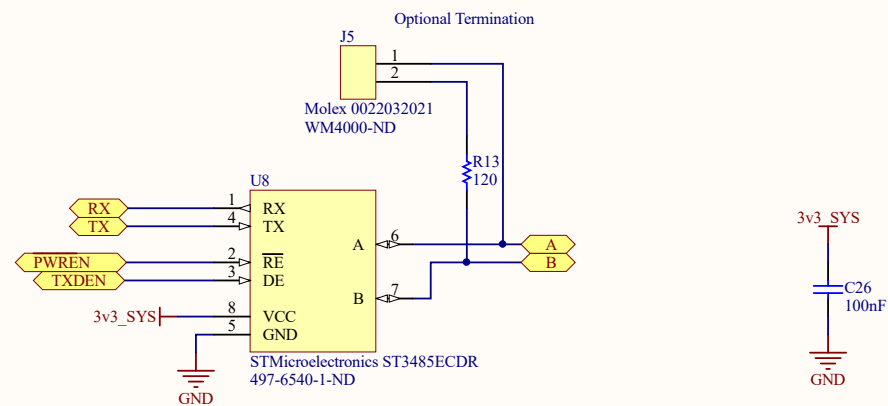 Optional Termination
J5
1
2
Molex 0022032021
WM4000-ND
R13
120
U8
RX 1 RX
TX 4 TX
A 6 A
PWREN 2 RE
B
TXDEN 3 DE
B 7
3v3_SYS 8 VCC
5 GND
STMicroelectronics ST3485ECDR
497-6540-1-ND
GND
3v3_SYS
C26
100nF
GND